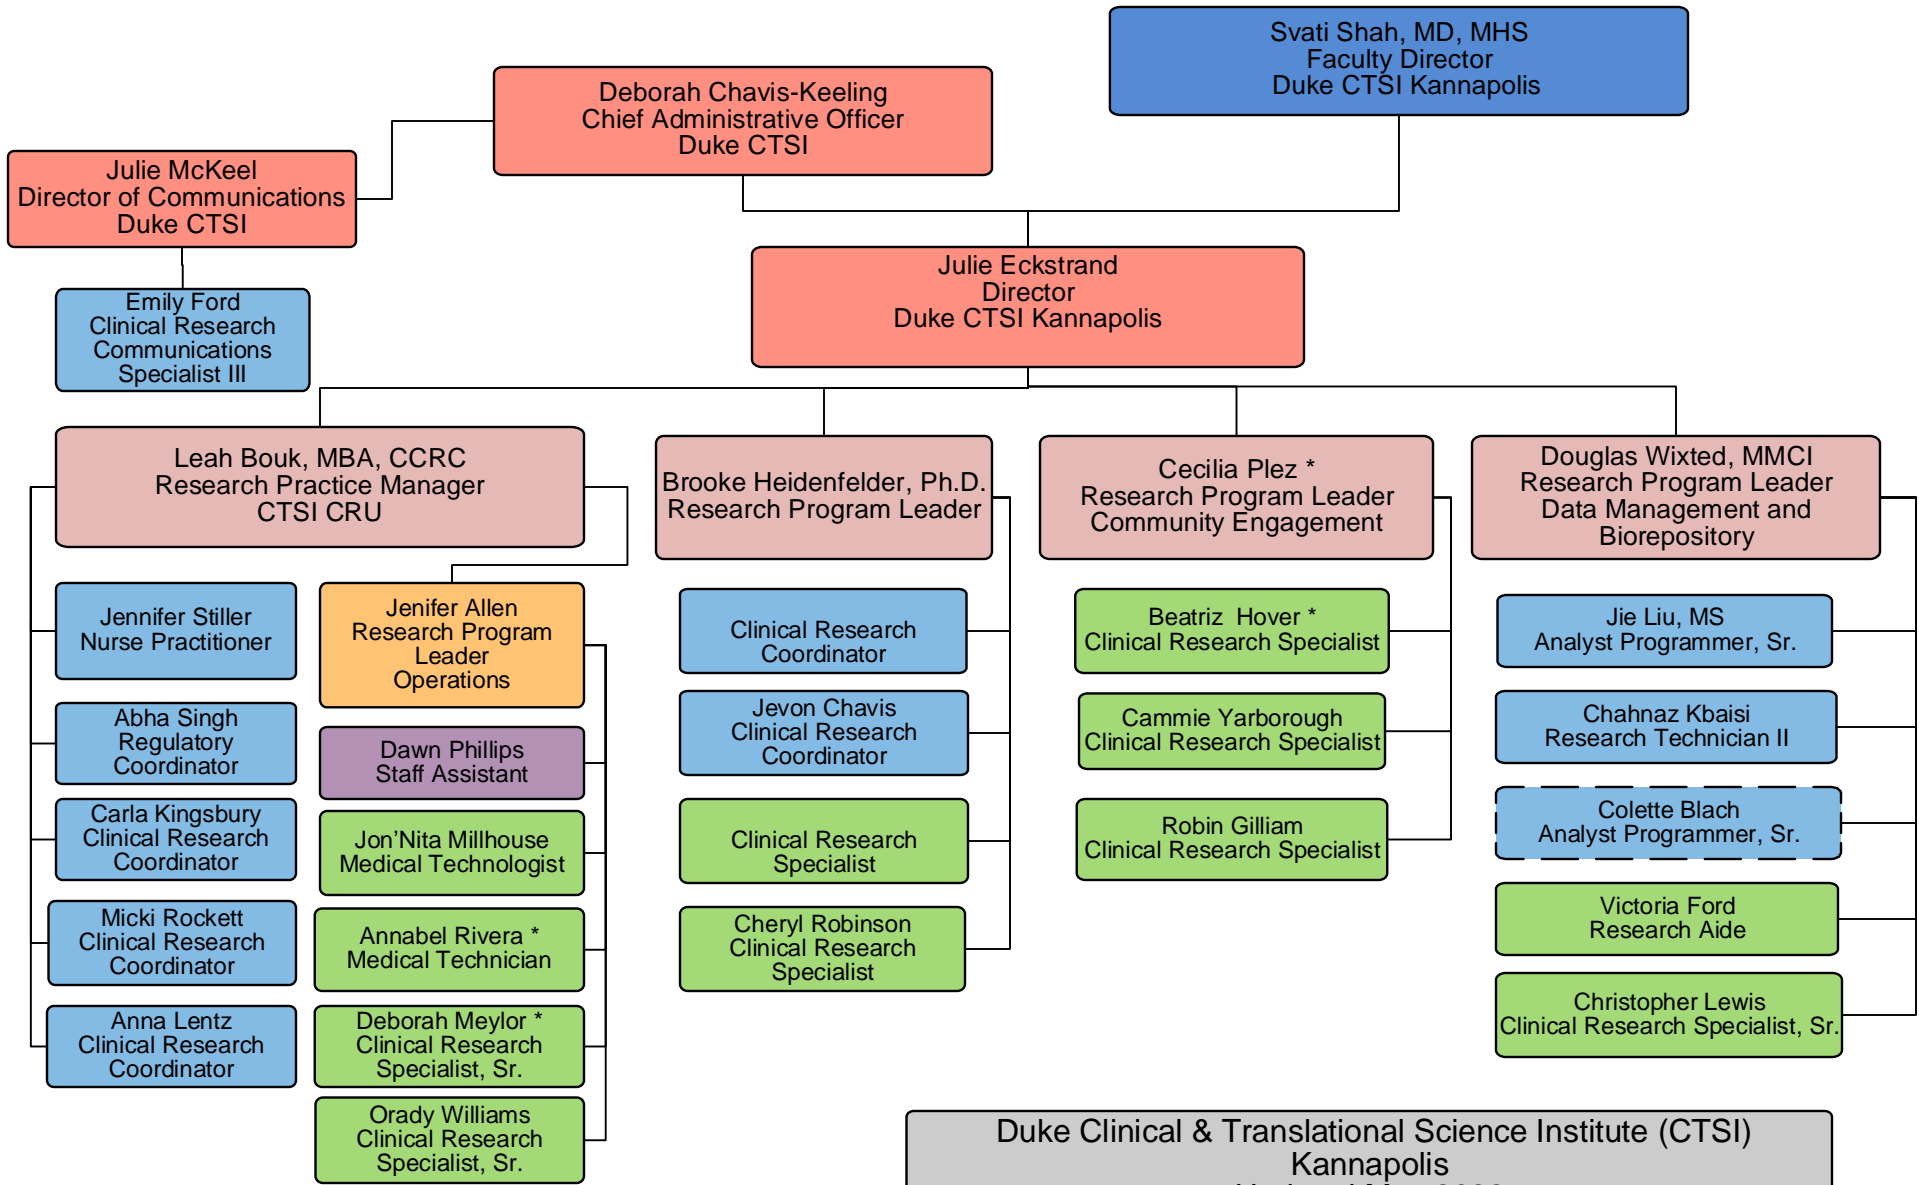 Svati Shah, MD, MHS
Faculty Director
Duke CTSI Kannapolis
Deborah Chavis-Keeling
Chief Administrative Officer
Duke CTSI
Julie McKeel
Director of Communications
Duke CTSI
Julie Eckstrand
Director
Duke CTSI Kannapolis
Emily Ford
Clinical Research
Communications
Specialist III
Leah Bouk, MBA, CCRC
Research Practice Manager
CTSI CRU
Brooke Heidenfelder, Ph.D.
Research Program Leader
Cecilia Plez *
Research Program Leader
Community Engagement
Douglas Wixted, MMCI
Research Program Leader
Data Management and
Biorepository
Jennifer Stiller
Nurse Practitioner
Abha Singh
Regulatory
Coordinator
Carla Kingsbury
Clinical Research
Coordinator
Micki Rockett
Clinical Research
Coordinator
Anna Lentz
Clinical Research
Coordinator
Jenifer Allen
Research Program
Leader
Operations
Dawn Phillips
Staff Assistant
Jon’Nita Millhouse
Medical Technologist
Annabel Rivera *
Medical Technician
Deborah Meylor *
Clinical Research
Specialist, Sr.
Orady Williams
Clinical Research
Specialist, Sr.
Clinical Research
Coordinator
Jevon Chavis
Clinical Research
Coordinator
Clinical Research
Specialist
Cheryl Robinson
Clinical Research
Specialist
Beatriz  Hover *
Clinical Research Specialist
Cammie Yarborough
Clinical Research Specialist
Robin Gilliam
Clinical Research Specialist
Jie Liu, MS
Analyst Programmer, Sr.
Chahnaz Kbaisi
Research Technician II
Colette Blach
Analyst Programmer, Sr.
Victoria Ford
Research Aide
Christopher Lewis
Clinical Research Specialist, Sr.
Duke Clinical & Translational Science Institute (CTSI)
Kannapolis